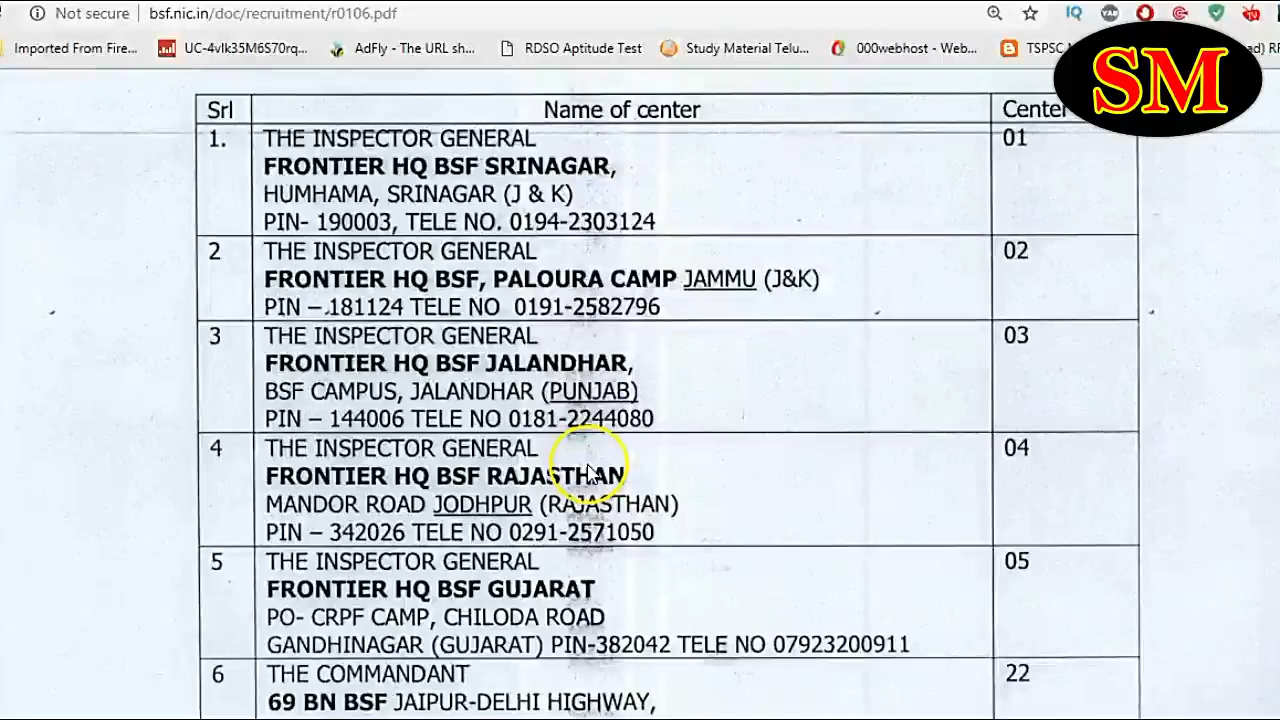 Not secure bsf.nic.in/doc/recruitment/r0106.pdf
Imported From Fire... UC-4vlk35M6S70rq... AdFly - The URL sh... RDSO Aptitude Test Study Material Telu... 000webhost - Web... TSPSC
SM
Srl Name of center Center
1. THE INSPECTOR GENERAL 01
FRONTIER HQ BSF SRINAGAR,
HUMHAMA, SRINAGAR (J & K)
PIN- 190003, TELE NO. 0194-2303124
2 THE INSPECTOR GENERAL 02
FRONTIER HQ BSF, PALOURA CAMP JAMMU (J&K)
PIN – 181124 TELE NO 0191-2582796
3 THE INSPECTOR GENERAL 03
FRONTIER HQ BSF JALANDHAR,
BSF CAMPUS, JALANDHAR (PUNJAB)
PIN – 144006 TELE NO 0181-2244080
4 THE INSPECTOR GENERAL 04
FRONTIER HQ BSF RAJASTHAN
MANDOR ROAD JODHPUR (RAJASTHAN)
PIN – 342026 TELE NO 0291-2571050
5 THE INSPECTOR GENERAL 05
FRONTIER HQ BSF GUJARAT
PO- CRPF CAMP, CHILODA ROAD
GANDHINAGAR (GUJARAT) PIN-382042 TELE NO 07923200911
6 THE COMMANDANT 22
69 BN BSF JAIPUR-DELHI HIGHWAY,